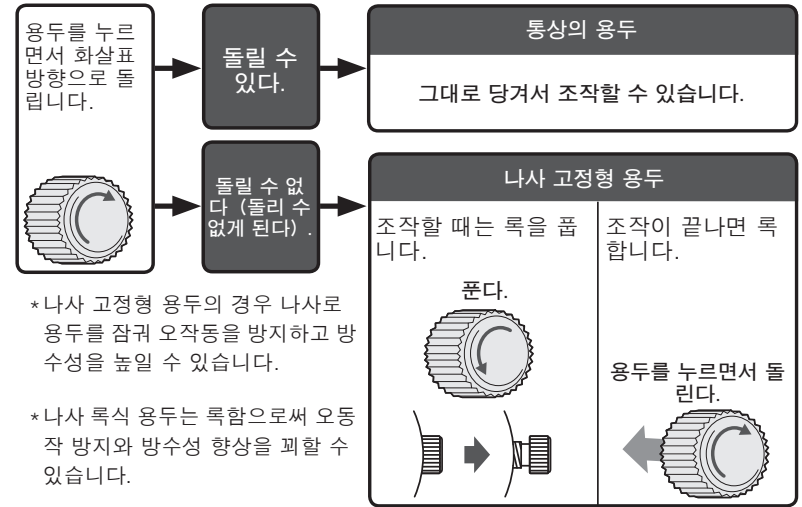 용두를 누르
면서 화살표
방향으로 돌
립니다.
돌릴 수
있다.
통상의 용두
그대로 당겨서 조작할 수 있습니다.
돌릴 수 없
다 (돌리 수
없게 된다) .
나사 고정형 용두
조작할 때는 록을 풉
니다.
푼다.
조작이 끝나면 록
합니다.
용두를 누르면서 돌
린다.
*나사 고정형 용두의 경우 나사로
용두를 잠궈 오작동을 방지하고 방
수성을 높일 수 있습니다.
*나사 록식 용두는 록함으로써 오동
작 방지와 방수성 향상을 꾀할 수
있습니다.